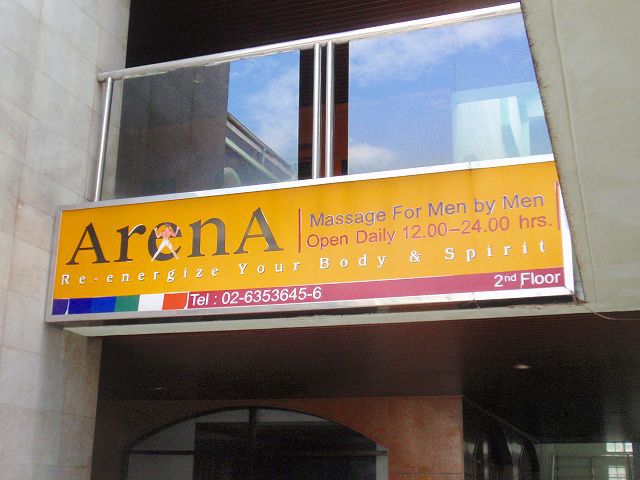 ArenA
Massage For Men by Men
Open Daily 12.00–24.00 hrs.
Re-energize Your Body & Spirit
Tel : 02-6353645-6
2nd Floor